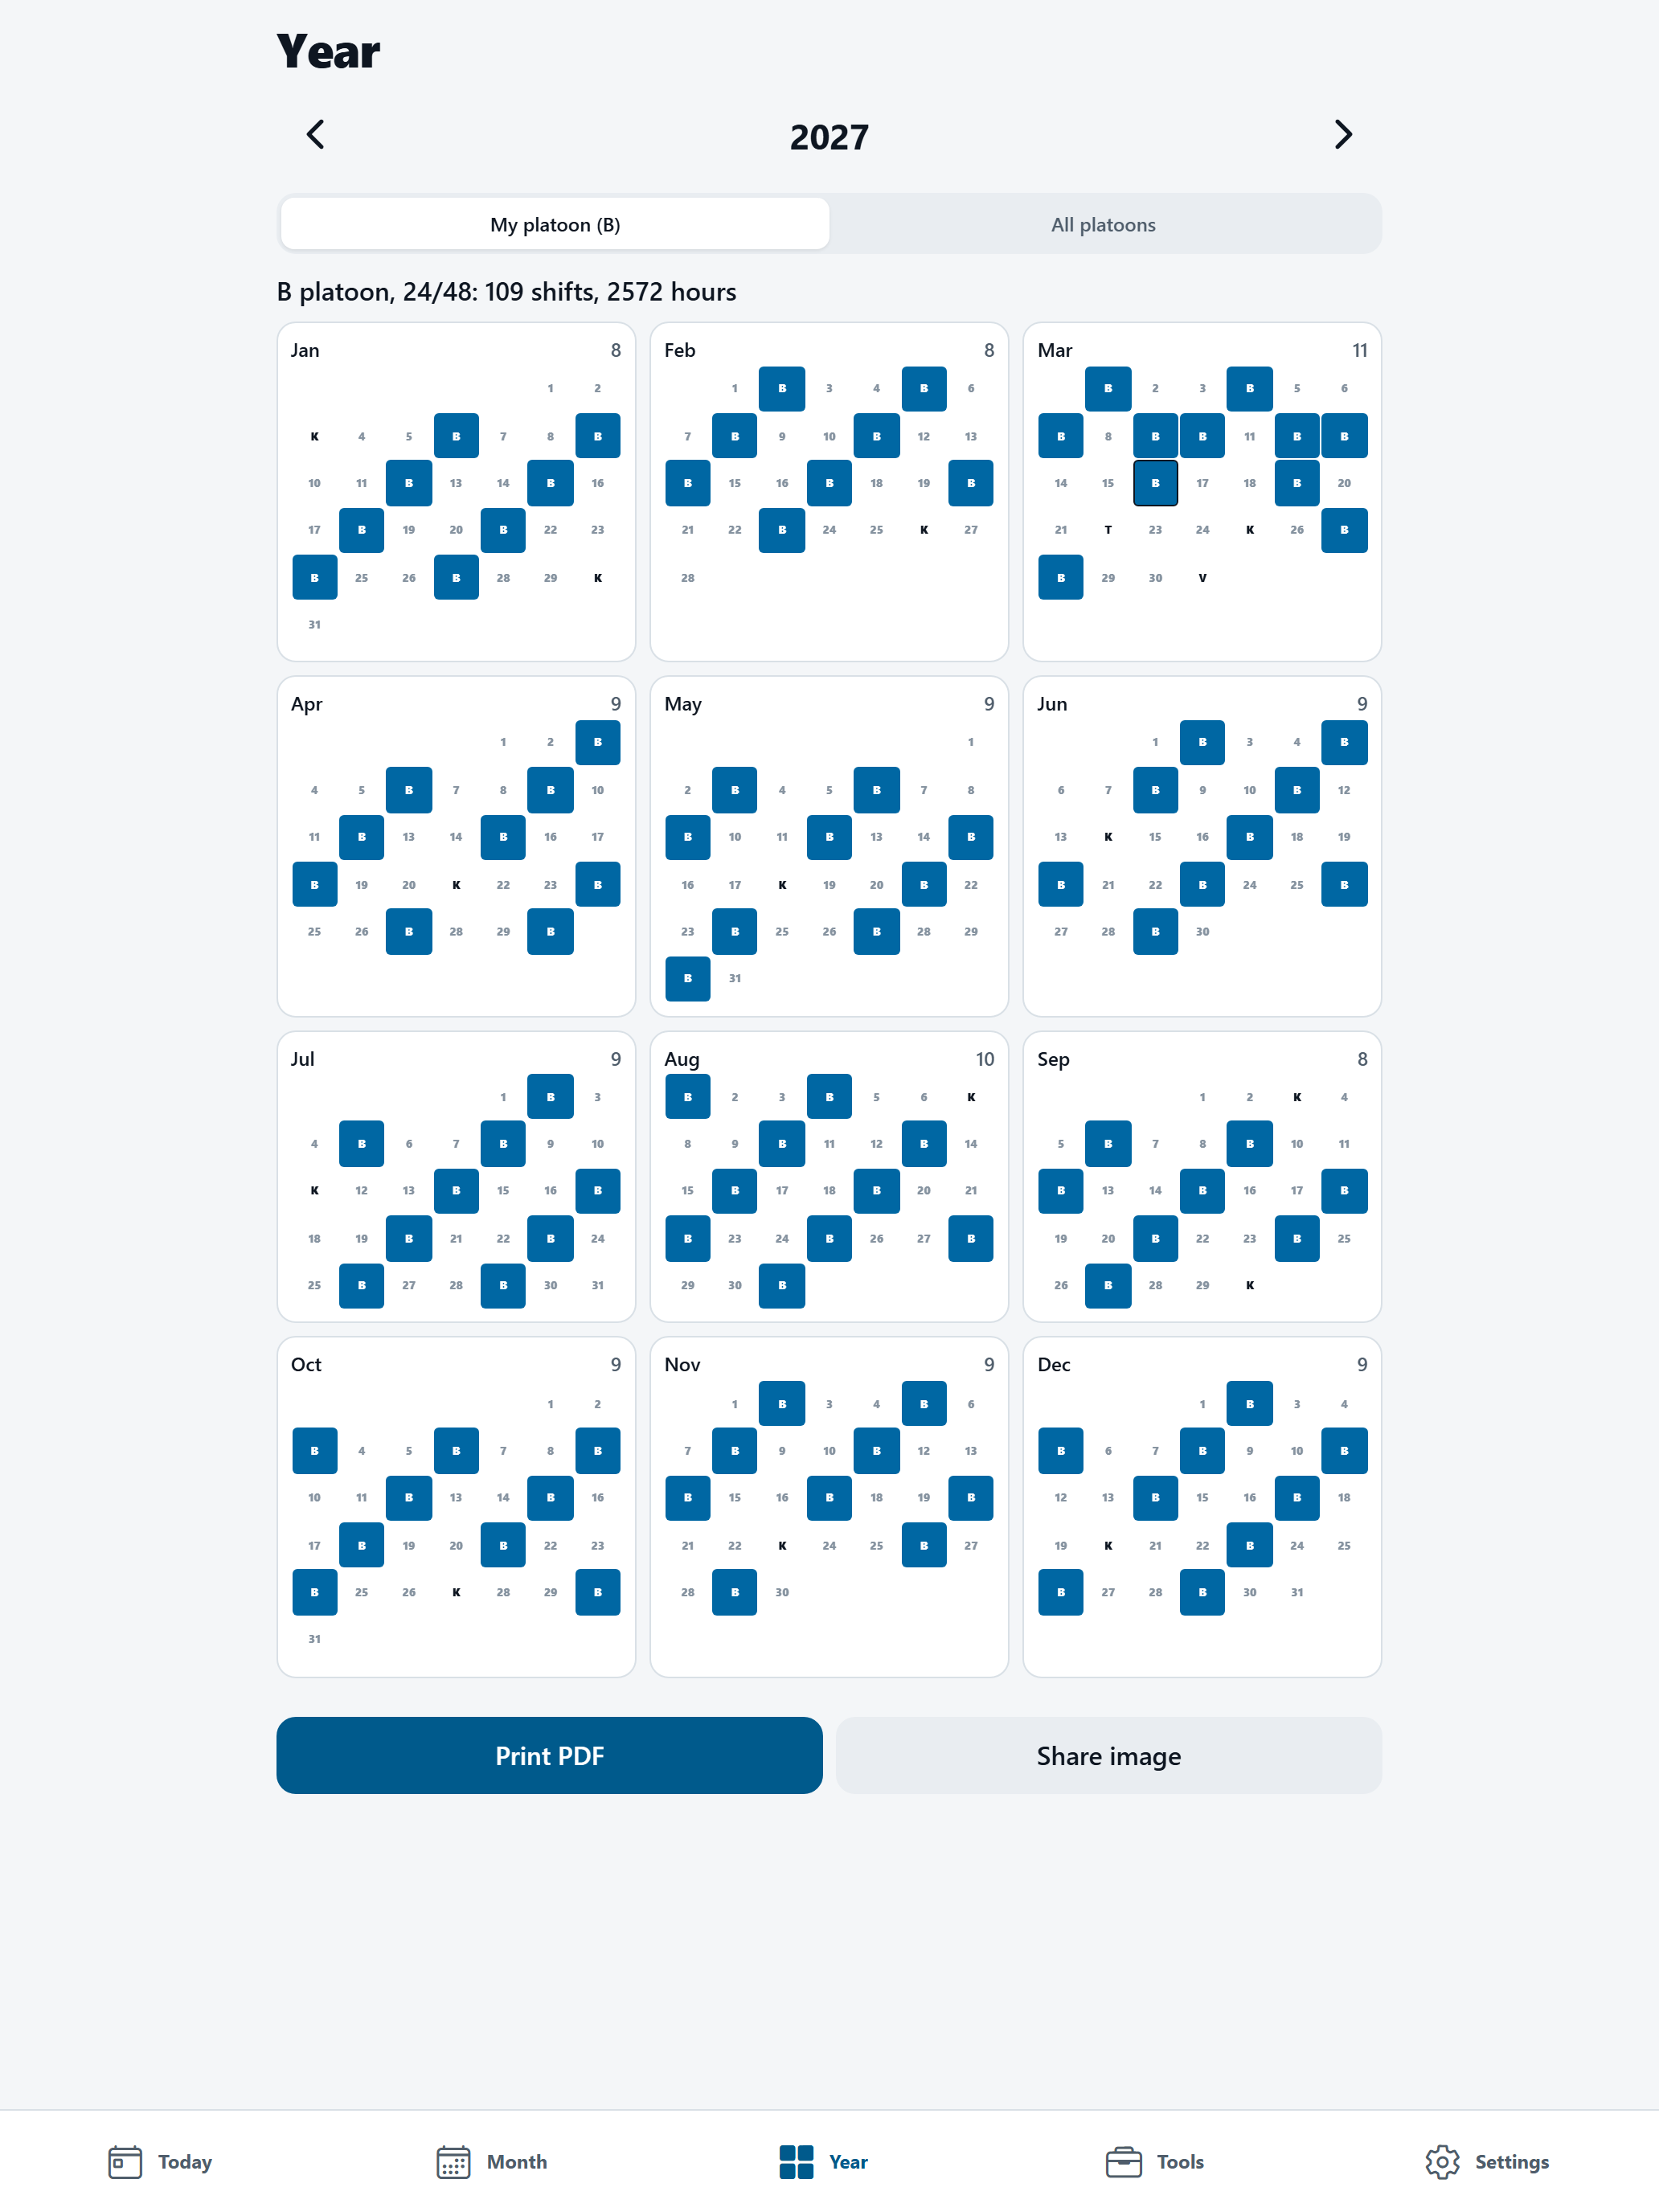 Year
2027
My platoon (B) All platoons
B platoon, 24/48: 109 shifts, 2572 hours
Jan 8
1 2
K 4 5 B 7 8 B
10 11 B 13 14 B 16
17 B 19 20 B 22 23
B 25 26 B 28 29 K
31
Feb 8
1 B 3 4 B 6
7 B 9 10 B 12 13
B 15 16 B 18 19 B
21 22 B 24 25 K 27
28
Mar 11
B 2 3 B 5 6
B 8 B B 11 B B
14 15 B 17 18 B 20
21 T 23 24 K 26 B
B 29 30 V
Apr 9
1 2 B
4 5 B 7 8 B 10
11 B 13 14 B 16 17
B 19 20 K 22 23 B
25 26 B 28 29 B
May 9
1
2 B 4 5 B 7 8
B 10 11 B 13 14 B
16 17 K 19 20 B 22
23 B 25 26 B 28 29
B 31
Jun 9
1 B 3 4 B
6 7 B 9 10 B 12
13 K 15 16 B 18 19
B 21 22 B 24 25 B
27 28 B 30
Jul 9
1 B 3
4 B 6 7 B 9 10
K 12 13 B 15 16 B
18 19 B 21 22 B 24
25 B 27 28 B 30 31
Aug 10
B 2 3 B 5 6 K
8 9 B 11 12 B 14
15 B 17 18 B 20 21
B 23 24 B 26 27 B
29 30 B
Sep 8
1 2 K 4
5 B 7 8 B 10 11
B 13 14 B 16 17 B
19 20 B 22 23 B 25
26 B 28 29 K
Oct 9
1 2
B 4 5 B 7 8 B
10 11 B 13 14 B 16
17 B 19 20 B 22 23
B 25 26 K 28 29 B
31
Nov 9
1 B 3 4 B 6
7 B 9 10 B 12 13
B 15 16 B 18 19 B
21 22 K 24 25 B 27
28 B 30
Dec 9
1 B 3 4
B 6 7 B 9 10 B
12 13 B 15 16 B 18
19 K 21 22 B 24 25
B 27 28 B 30 31
Print PDF Share image
Today Month Year Tools Settings